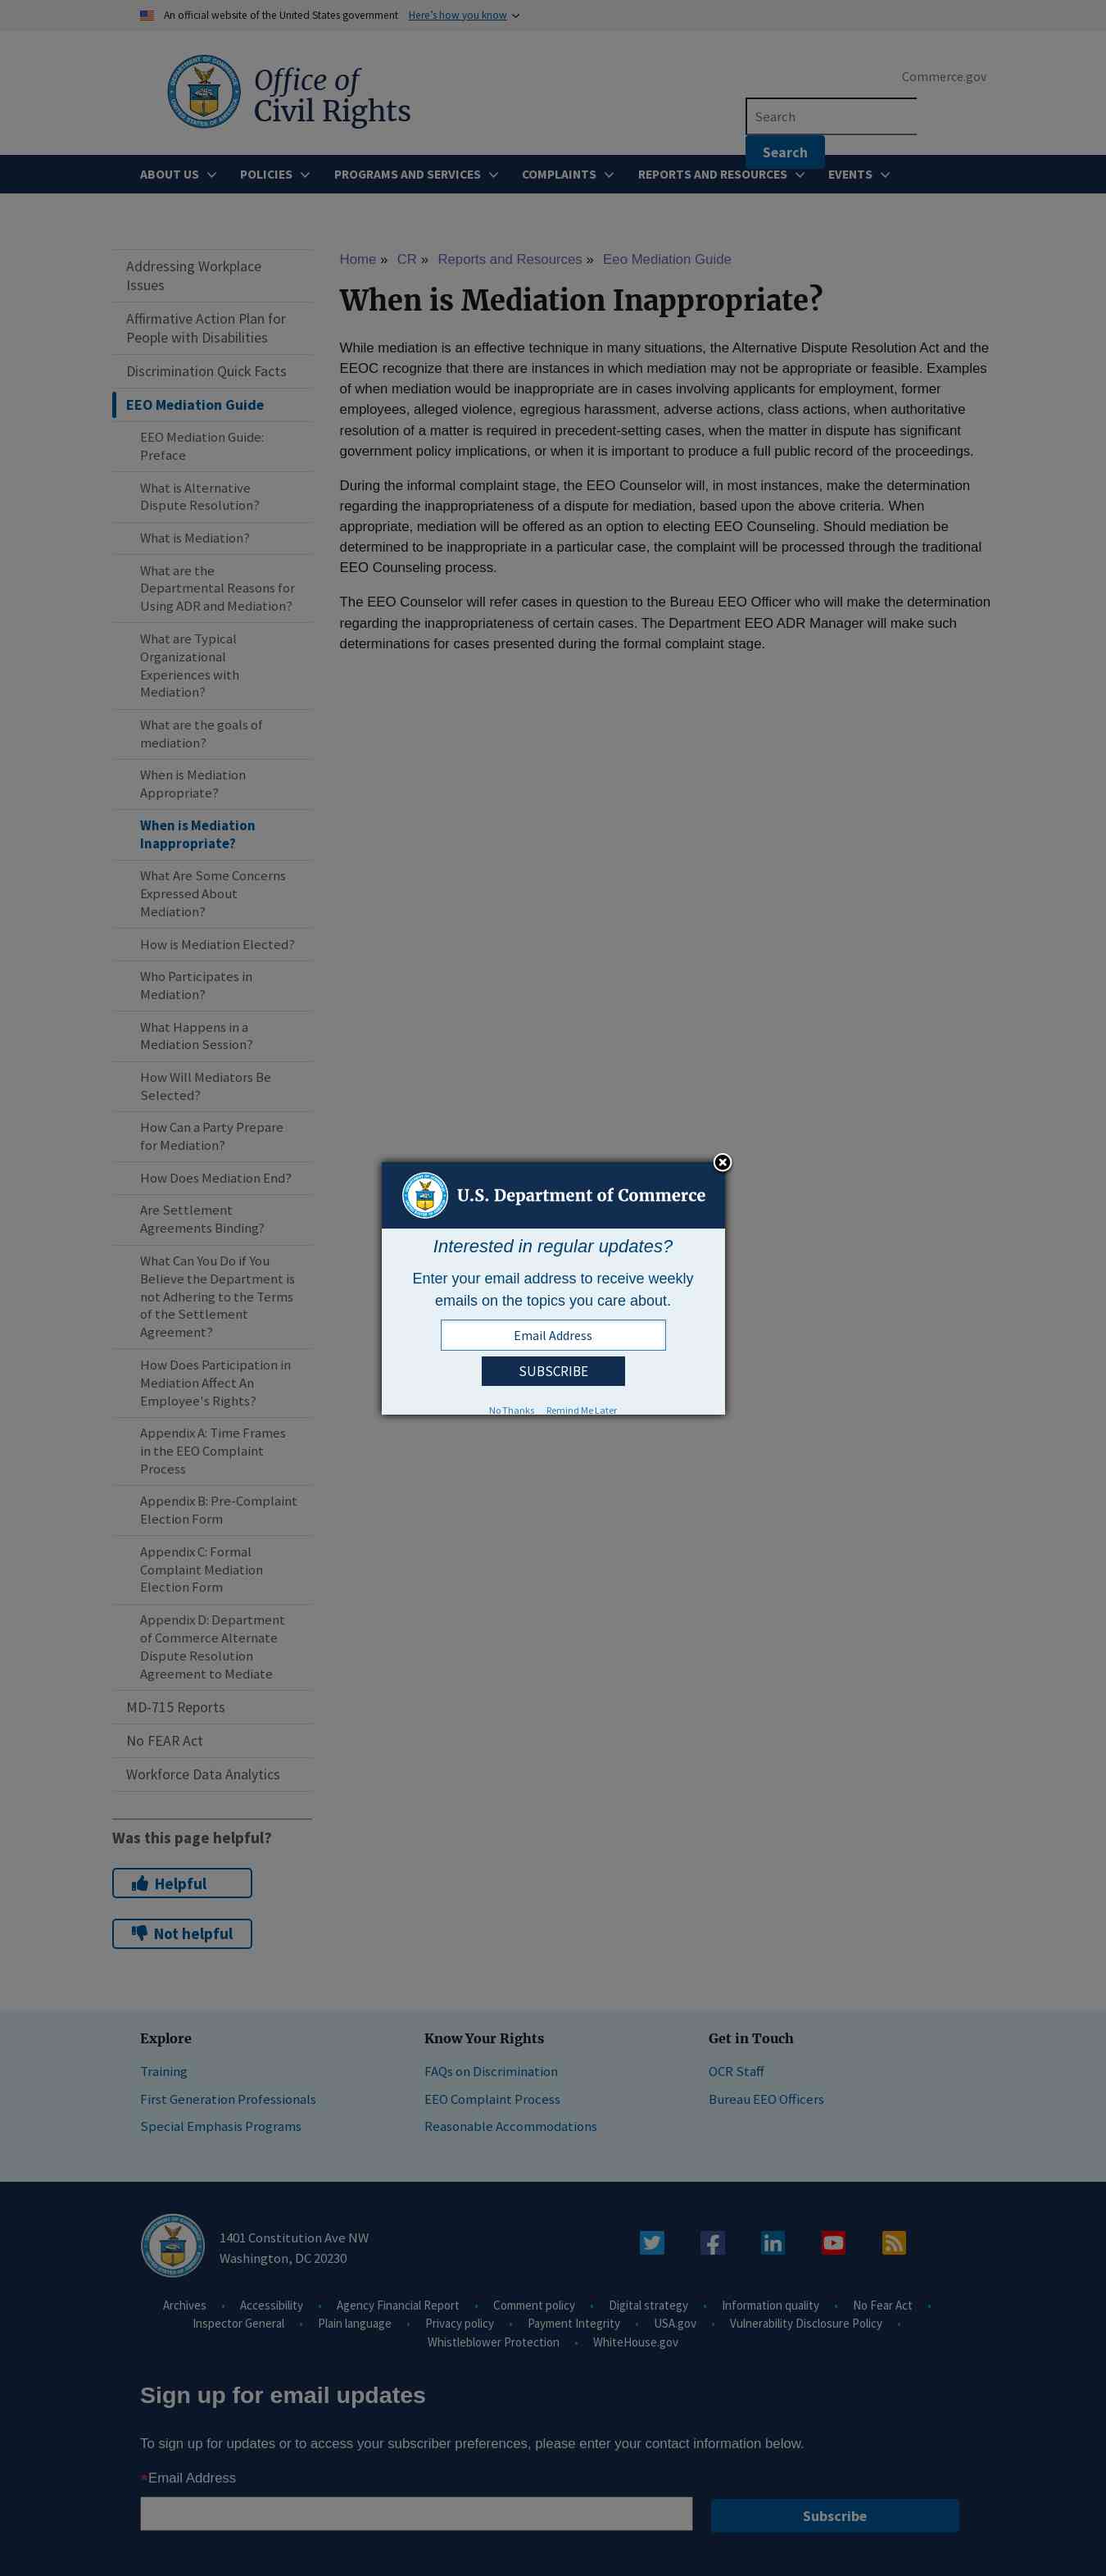 An official website of the United States government Here's how you know
Office of
Civil Rights
Commerce.gov
Search
Search
ABOUT US POLICIES PROGRAMS AND SERVICES COMPLAINTS REPORTS AND RESOURCES EVENTS
Addressing Workplace
Issues
Affirmative Action Plan for
People with Disabilities
Discrimination Quick Facts
EEO Mediation Guide
EEO Mediation Guide:
Preface
What is Alternative
Dispute Resolution?
What is Mediation?
What are the
Departmental Reasons for
Using ADR and Mediation?
What are Typical
Organizational
Experiences with
Mediation?
What are the goals of
mediation?
When is Mediation
Appropriate?
When is Mediation
Inappropriate?
What Are Some Concerns
Expressed About
Mediation?
How is Mediation Elected?
Who Participates in
Mediation?
What Happens in a
Mediation Session?
How Will Mediators Be
Selected?
How Can a Party Prepare
for Mediation?
How Does Mediation End?
Are Settlement
Agreements Binding?
What Can You Do if You
Believe the Department is
not Adhering to the Terms
of the Settlement
Agreement?
How Does Participation in
Mediation Affect An
Employee's Rights?
Appendix A: Time Frames
in the EEO Complaint
Process
Appendix B: Pre-Complaint
Election Form
Appendix C: Formal
Complaint Mediation
Election Form
Appendix D: Department
of Commerce Alternate
Dispute Resolution
Agreement to Mediate
MD-715 Reports
No FEAR Act
Workforce Data Analytics
Was this page helpful?
Helpful
Not helpful
Home » CR » Reports and Resources » Eeo Mediation Guide
When is Mediation Inappropriate?
While mediation is an effective technique in many situations, the Alternative Dispute Resolution Act and the
EEOC recognize that there are instances in which mediation may not be appropriate or feasible. Examples
of when mediation would be inappropriate are in cases involving applicants for employment, former
employees, alleged violence, egregious harassment, adverse actions, class actions, when authoritative
resolution of a matter is required in precedent-setting cases, when the matter in dispute has significant
government policy implications, or when it is important to produce a full public record of the proceedings.
During the informal complaint stage, the EEO Counselor will, in most instances, make the determination
regarding the inappropriateness of a dispute for mediation, based upon the above criteria. When
appropriate, mediation will be offered as an option to electing EEO Counseling. Should mediation be
determined to be inappropriate in a particular case, the complaint will be processed through the traditional
EEO Counseling process.
The EEO Counselor will refer cases in question to the Bureau EEO Officer who will make the determination
regarding the inappropriateness of certain cases. The Department EEO ADR Manager will make such
determinations for cases presented during the formal complaint stage.
U.S. Department of Commerce
Interested in regular updates?
Enter your email address to receive weekly
emails on the topics you care about.
Email Address
SUBSCRIBE
No Thanks Remind Me Later
Explore
Training
First Generation Professionals
Special Emphasis Programs
Know Your Rights
FAQs on Discrimination
EEO Complaint Process
Reasonable Accommodations
Get in Touch
OCR Staff
Bureau EEO Officers
1401 Constitution Ave NW
Washington, DC 20230
Archives • Accessibility • Agency Financial Report • Comment policy • Digital strategy • Information quality • No Fear Act •
Inspector General • Plain language • Privacy policy • Payment Integrity • USA.gov • Vulnerability Disclosure Policy •
Whistleblower Protection • WhiteHouse.gov
Sign up for email updates
To sign up for updates or to access your subscriber preferences, please enter your contact information below.
*Email Address
Subscribe